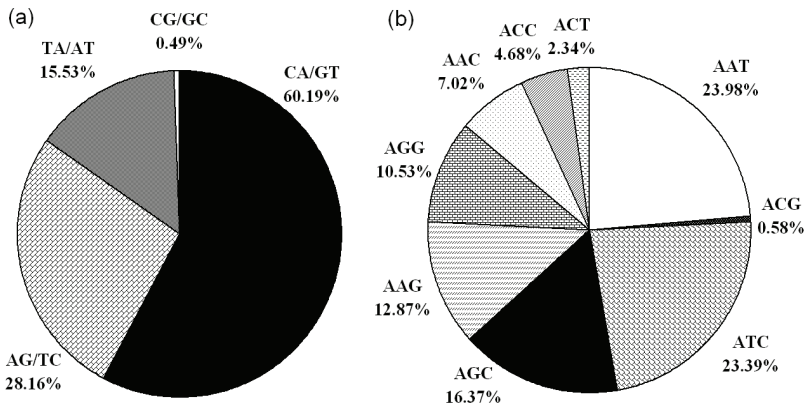 (a)
CG/GC
0.49%
TA/AT
15.53%
CA/GT
60.19%
AG/TC
28.16%
(b)
ACT
2.34%
ACC
4.68%
AAC
7.02%
AAT
23.98%
AGG
10.53%
ACG
0.58%
AAG
12.87%
ATC
23.39%
AGC
16.37%